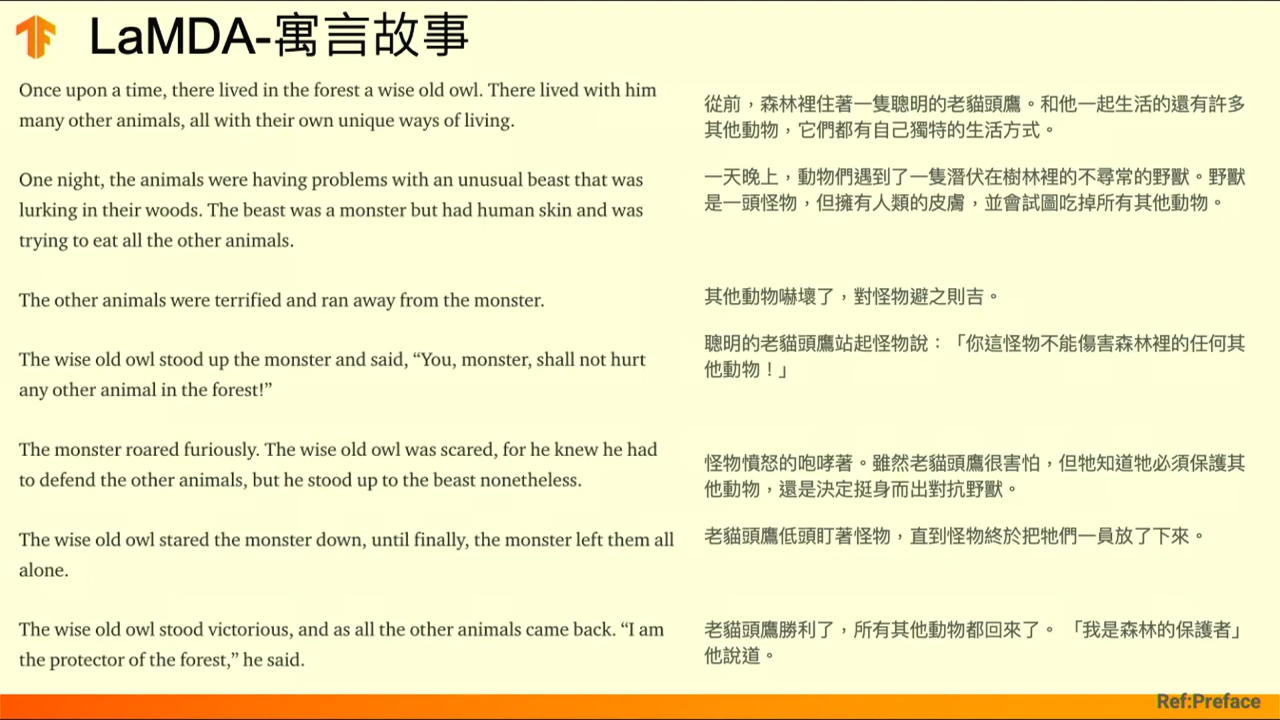 LaMDA-寓言故事
Once upon a time, there lived in the forest a wise old owl. There lived with him
many other animals, all with their own unique ways of living.
One night, the animals were having problems with an unusual beast that was
lurking in their woods. The beast was a monster but had human skin and was
trying to eat all the other animals.
The other animals were terrified and ran away from the monster.
The wise old owl stood up the monster and said, “You, monster, shall not hurt
any other animal in the forest!”
The monster roared furiously. The wise old owl was scared, for he knew he had
to defend the other animals, but he stood up to the beast nonetheless.
The wise old owl stared the monster down, until finally, the monster left them all
alone.
The wise old owl stood victorious, and as all the other animals came back. “I am
the protector of the forest,” he said.
從前，森林裡住著一隻聰明的老貓頭鷹。和他一起生活的還有許多
其他動物，它們都有自己獨特的生活方式。
一天晚上，動物們遇到了一隻潛伏在樹林裡的不尋常的野獸。野獸
是一頭怪物，但擁有人類的皮膚，並會試圖吃掉所有其他動物。
其他動物嚇壞了，對怪物避之則吉。
聰明的老貓頭鷹站起怪物說：「你這怪物不能傷害森林裡的任何其
他動物！」
怪物憤怒的咆哮著。雖然老貓頭鷹很害怕，但牠知道牠必須保護其
他動物，還是決定挺身而出對抗野獸。
老貓頭鷹低頭盯著怪物，直到怪物終於把牠們一員放了下來。
老貓頭鷹勝利了，所有其他動物都回來了。「我是森林的保護者」
他說道。
Ref:Preface